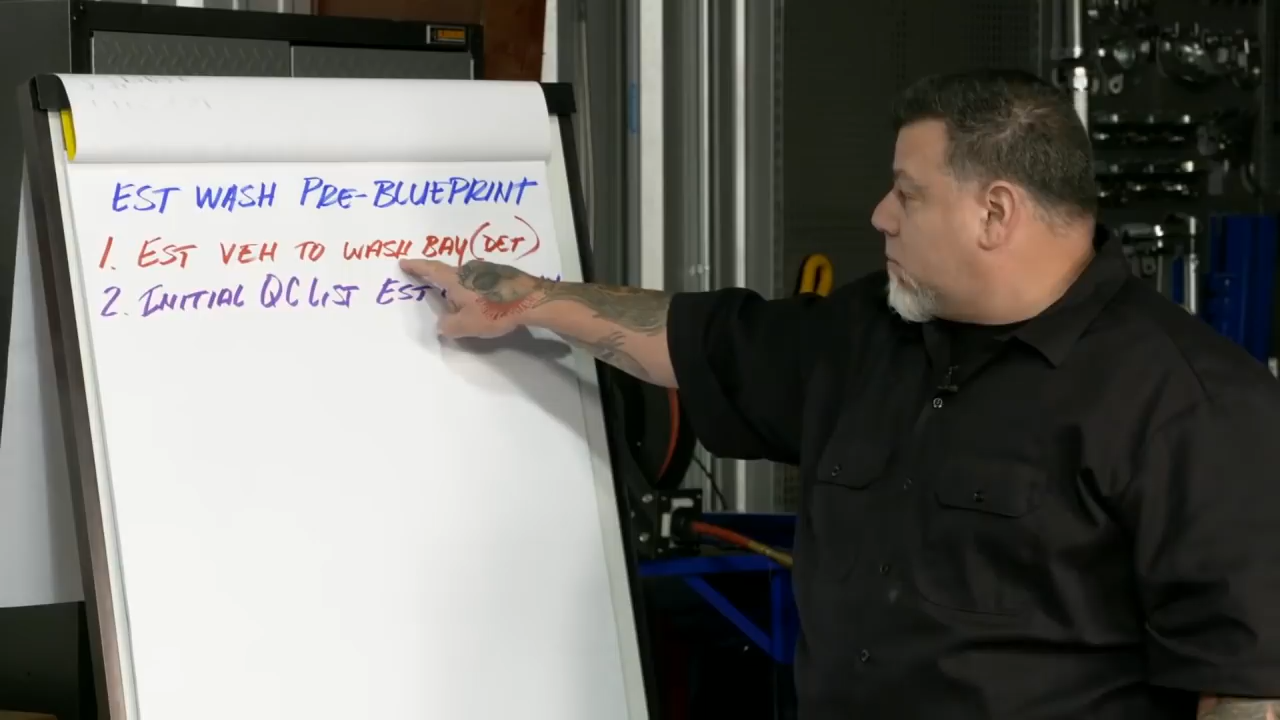 EST WASH PRE-BLUEPRINT
1. EST VEH TO WASH BAY (DET)
2. INITIAL QC LIST EST